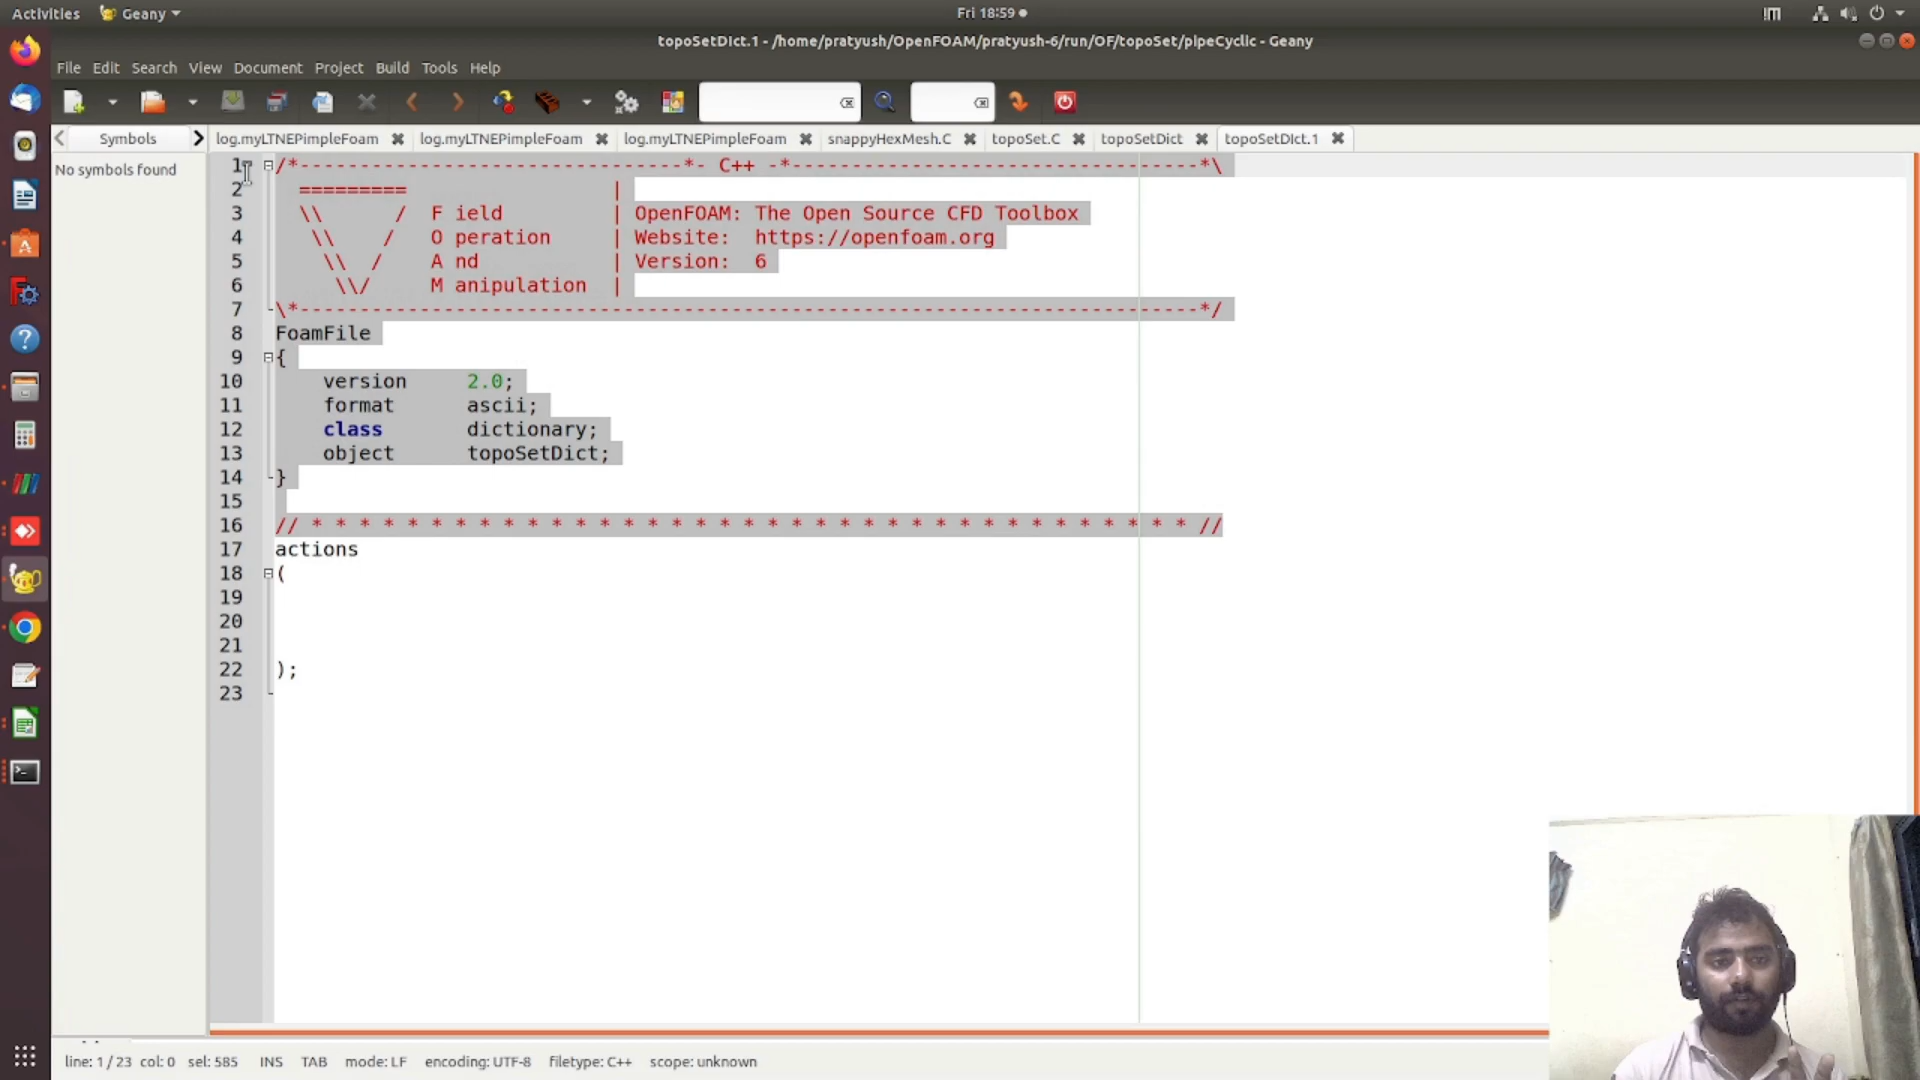 Activities Geany Fri 18:59
topoSetDIct.1 - /home/pratyush/OpenFOAM/pratyush-6/run/OF/topoSet/pipeCyclic - Geany
File Edit Search View Document Project Build Tools Help
Symbols log.myLTNEPimpleFoam log.myLTNEPimpleFoam log.myLTNEPimpleFoam snappyHexMesh.C topoSet.C topoSetDict topoSetDIct.1
No symbols found
1 /*--------------------------------*- C++ -*----------------------------------*\
2   =========                 |
3   \\      /  F ield         | OpenFOAM: The Open Source CFD Toolbox
4    \\    /   O peration     | Website:  https://openfoam.org
5     \\  /    A nd           | Version:  6
6      \\/     M anipulation  |
7 \*---------------------------------------------------------------------------*/
8 FoamFile
9 {
10     version     2.0;
11     format      ascii;
12     class       dictionary;
13     object      topoSetDict;
14 }
15
16 // * * * * * * * * * * * * * * * * * * * * * * * * * * * * * * * * * * * * * //
17 actions
18 (
19
20
21
22 );
23
line: 1 / 23 col: 0 sel: 585 INS TAB mode: LF encoding: UTF-8 filetype: C++ scope: unknown